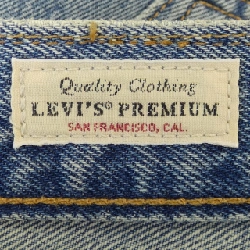 Quality Clothing
LEVI'S® PREMIUM
SAN FRANCISCO, CAL.